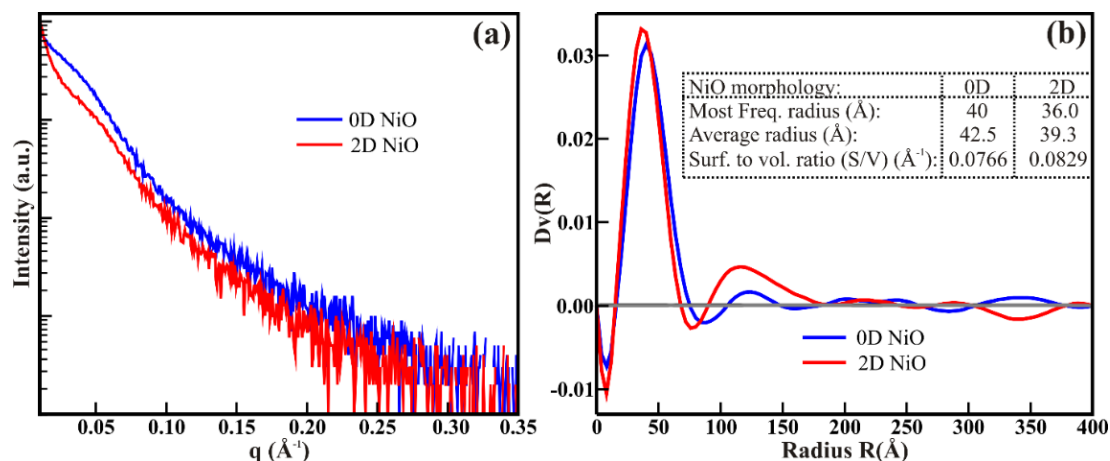 (a)
Intensity (a.u.)
0D NiO
2D NiO
0.05 0.10 0.15 0.20 0.25 0.30 0.35
q (Å⁻¹)
(b)
Dv(R)
0.03
0.02
0.01
0.00
-0.01
NiO morphology: 0D 2D
Most Freq. radius (Å): 40 36.0
Average radius (Å): 42.5 39.3
Surf. to vol. ratio (S/V) (Å⁻¹): 0.0766 0.0829
0D NiO
2D NiO
0 50 100 150 200 250 300 350 400
Radius R(Å)